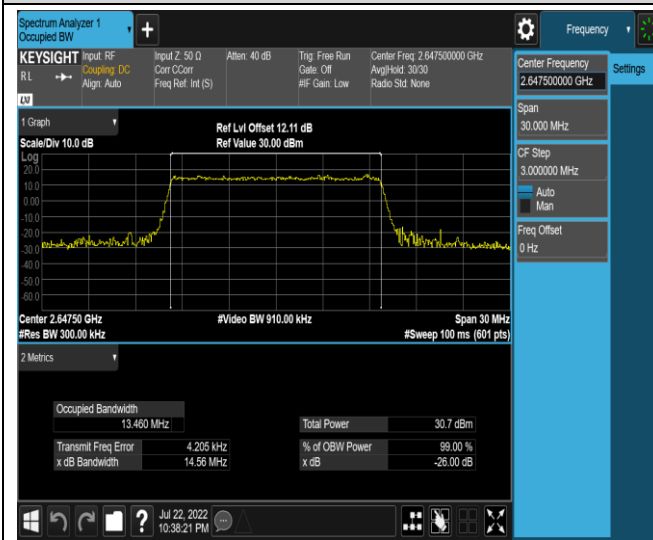 Spectrum Analyzer 1
Occupied BW
+
Frequency
KEYSIGHT
Input: RF
Input Z: 50 Ω
Atten: 40 dB
Trig: Free Run
Center Freq: 2.647500000 GHz
RL
Coupling: DC
Corr CCorr
Gate: Off
Avg|Hold: 30/30
Align: Auto
Freq Ref: Int (S)
#IF Gain: Low
Radio Std: None
LXI
Center Frequency
2.647500000 GHz
Settings
Span
30.000 MHz
CF Step
3.000000 MHz
Auto
Man
Freq Offset
0 Hz
1 Graph
Ref Lvl Offset 12.11 dB
Scale/Div 10.0 dB
Ref Value 30.00 dBm
Log
20.0
10.0
0.00
-10.0
-20.0
-30.0
-40.0
-50.0
-60.0
Center 2.64750 GHz
#Video BW 910.00 kHz
Span 30 MHz
#Res BW 300.00 kHz
#Sweep 100 ms (601 pts)
2 Metrics
Occupied Bandwidth
13.460 MHz
Total Power
30.7 dBm
Transmit Freq Error
4.205 kHz
% of OBW Power
99.00 %
x dB Bandwidth
14.56 MHz
x dB
-26.00 dB
?
Jul 22, 2022
10:38:21 PM